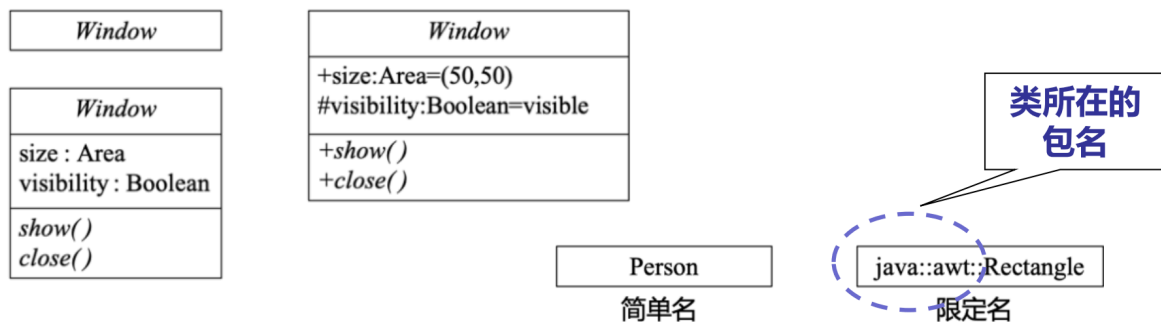 Window
Window
size : Area
visibility : Boolean
show( )
close( )
Window
+size:Area=(50,50)
#visibility:Boolean=visible
+show( )
+close( )
类所在的
包名
Person
简单名
java::awt::Rectangle
限定名